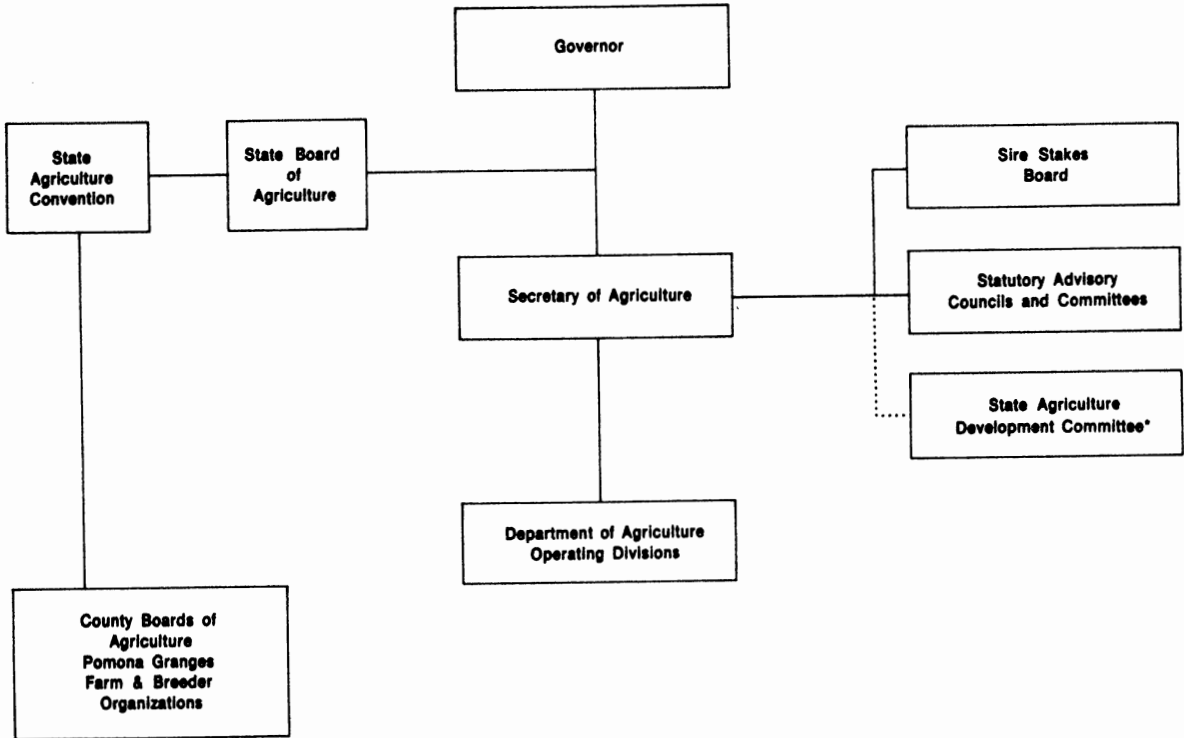 Governor
State
Agriculture
Convention
State Board
of
Agriculture
Sire Stakes
Board
Secretary of Agriculture
Statutory Advisory
Councils and Committees
State Agriculture
Development Committee*
Department of Agriculture
Operating Divisions
County Boards of
Agriculture
Pomona Granges
Farm & Breeder
Organizations